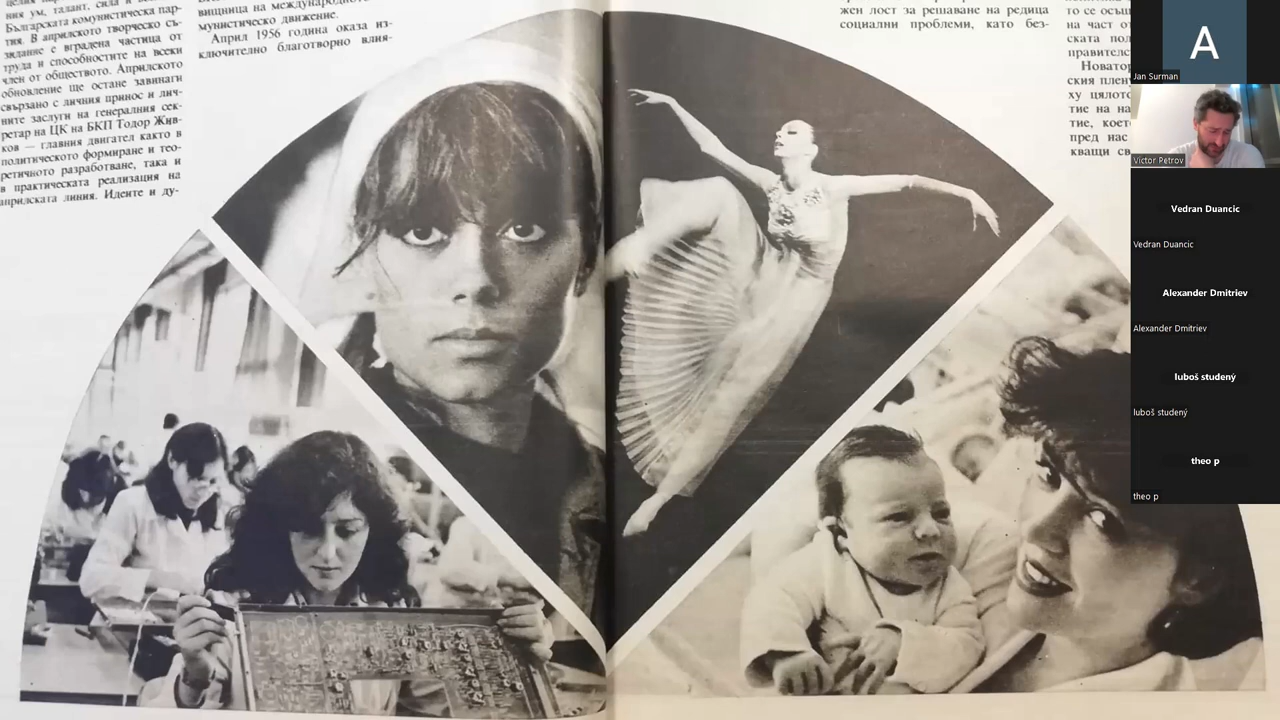 ния ум, талант, сила и
Българската комунистическа пар-
тия. В априлското творческо съ-
зидание е вградена частица от
труда и способностите на всеки
член от обществото. Априлското
обновление ще остане завинаги
свързано с личния принос и лич-
ните заслуги на генералния сек-
ретар на ЦК на БКП Тодор Жив-
ков — главния двигател както в
политическото формиране и тео-
ретичното разработване, така и
в практическата реализация на
априлската линия. Идеите и ду-
вищница на международното
мунистическо движение.
Април 1956 година оказа из-
ключително благотворно влия-
жен лост за решаване на редица
социални проблеми, като без-
то се осъщ
на част от
ската пол
правителс
Новатор
ския плену
ху цялото
тие на на
тие, кoет
пред нас
кващи св
A
Jan Surman
Victor Petrov
Vedran Duancic
Vedran Duancic
Alexander Dmitriev
Alexander Dmitriev
luboš studený
luboš studený
theo p
theo p